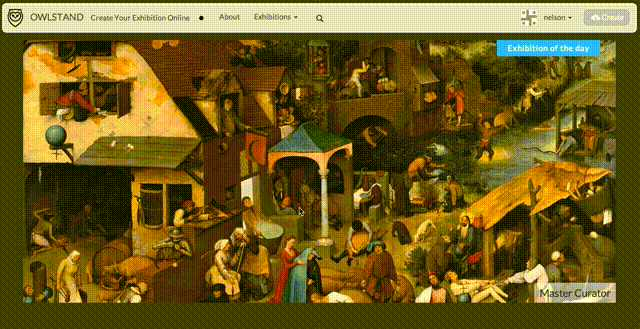 OWLSTAND Create Your Exhibition Online About Exhibitions nelson Create
Exhibition of the day
Master Curator